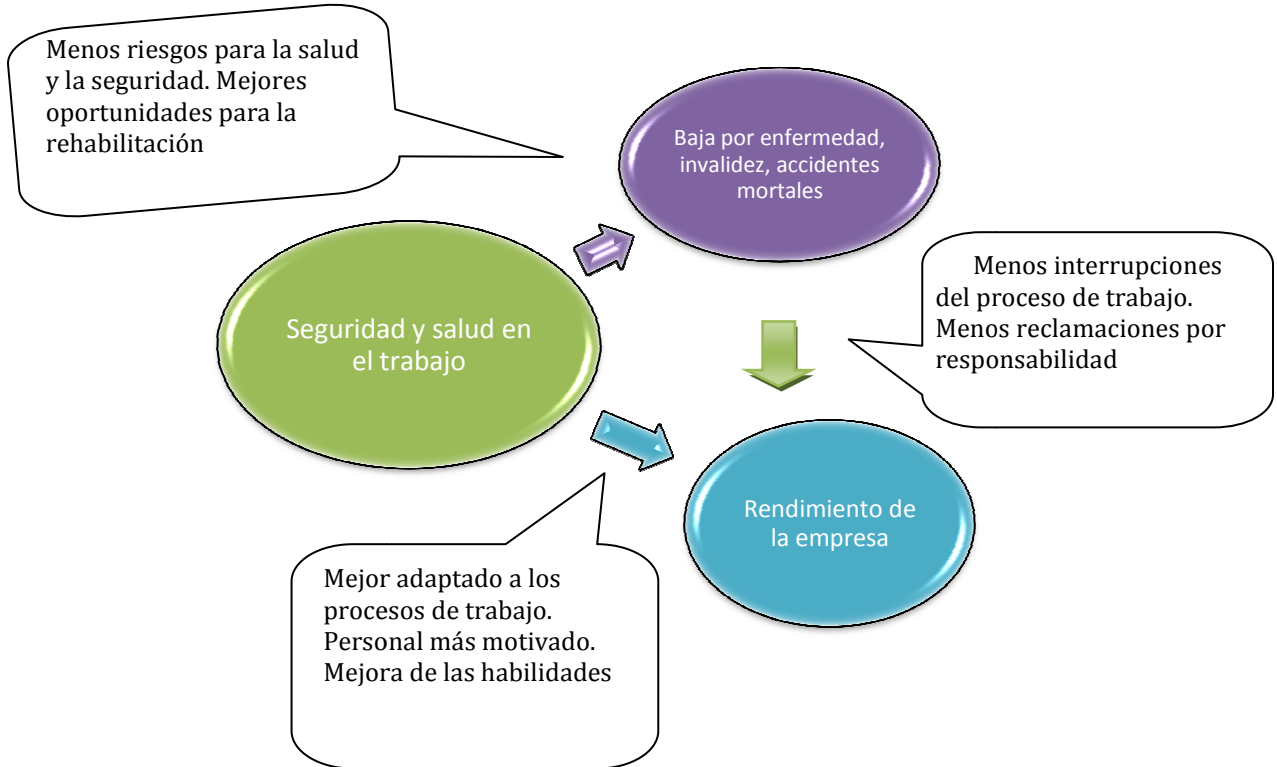 Menos riesgos para la salud
y la seguridad. Mejores
oportunidades para la
rehabilitación
Baja por enfermedad,
invalidez, accidentes
mortales
Menos interrupciones
del proceso de trabajo.
Menos reclamaciones por
responsabilidad
Seguridad y salud en
el trabajo
Rendimiento de
la empresa
Mejor adaptado a los
procesos de trabajo.
Personal más motivado.
Mejora de las habilidades